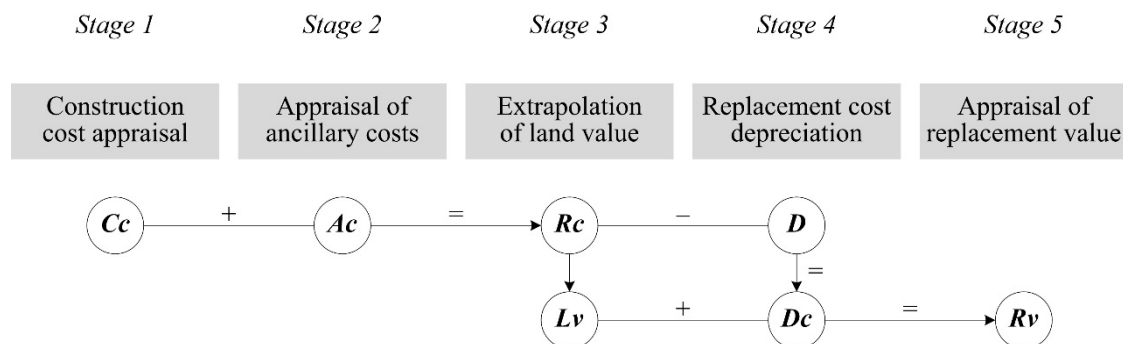 Stage 1 Stage 2 Stage 3 Stage 4 Stage 5
Construction cost appraisal
Appraisal of ancillary costs
Extrapolation of land value
Replacement cost depreciation
Appraisal of replacement value
Cc + Ac = Rc − D
=
Lv + Dc = Rv